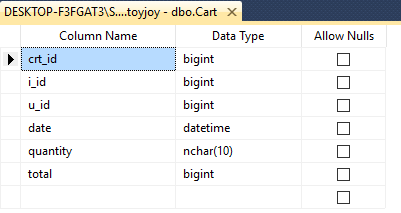 DESKTOP-F3FGAT3\S....toyjoy - dbo.Cart
Column Name Data Type Allow Nulls
crt_id bigint
i_id bigint
u_id bigint
date datetime
quantity nchar(10)
total bigint